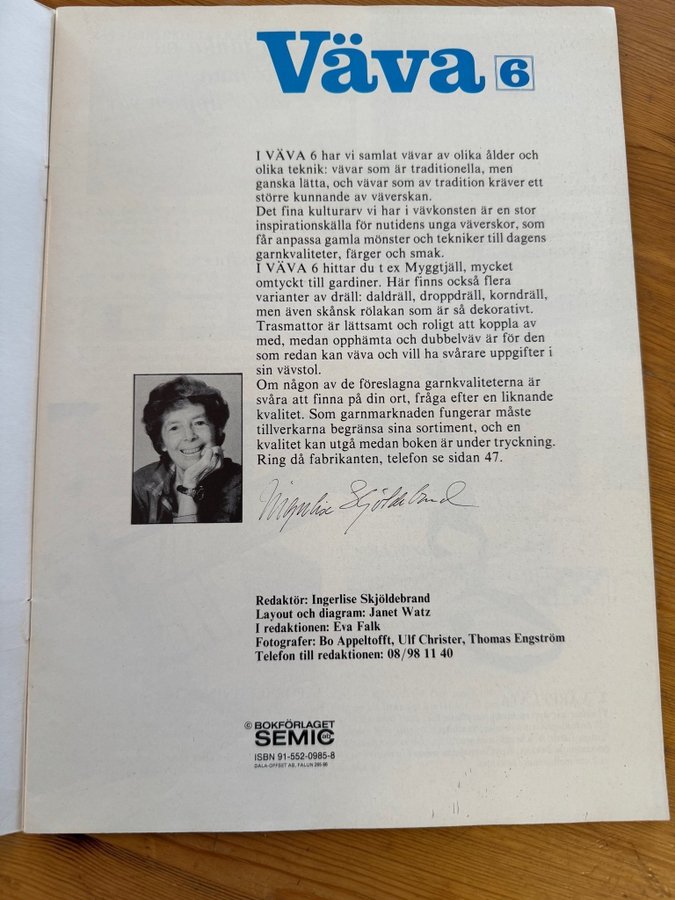 Väva 6
I VÄVA 6 har vi samlat vävar av olika ålder och
olika teknik: vävar som är traditionella, men
ganska lätta, och vävar som av tradition kräver ett
större kunnande av väverskan.
Det fina kulturarv vi har i vävkonsten är en stor
inspirationskälla för nutidens unga väverskor, som
får anpassa gamla mönster och tekniker till dagens
garnkvaliteter, färger och smak.
I VÄVA 6 hittar du t ex Myggtjäll, mycket
omtyckt till gardiner. Här finns också flera
varianter av dräll: daldräll, droppdräll, korndräll,
men även skånsk rölakan som är så dekorativt.
Trasmattor är lättsamt och roligt att koppla av
med, medan opphämta och dubbelväv är för den
som redan kan väva och vill ha svårare uppgifter i
sin vävstol.
Om någon av de föreslagna garnkvaliteterna är
svåra att finna på din ort, fråga efter en liknande
kvalitet. Som garnmarknaden fungerar måste
tillverkarna begränsa sina sortiment, och en
kvalitet kan utgå medan boken är under tryckning.
Ring då fabrikanten, telefon se sidan 47.
Ingerlise Skjöldebrand
Redaktör: Ingerlise Skjöldebrand
Layout och diagram: Janet Watz
I redaktionen: Eva Falk
Fotografer: Bo Appeltofft, Ulf Christer, Thomas Engström
Telefon till redaktionen: 08/98 11 40
© BOKFÖRLAGET
SEMIC ab
ISBN 91-552-0985-8
DALA-OFFSET AB, FALUN